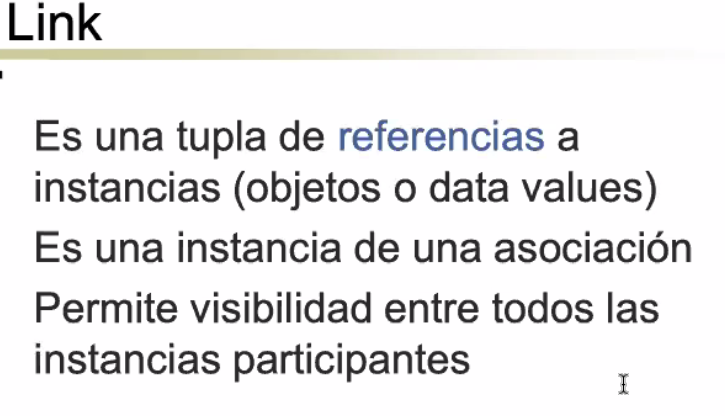 Link
Es una tupla de referencias a
instancias (objetos o data values)
Es una instancia de una asociación
Permite visibilidad entre todos las
instancias participantes